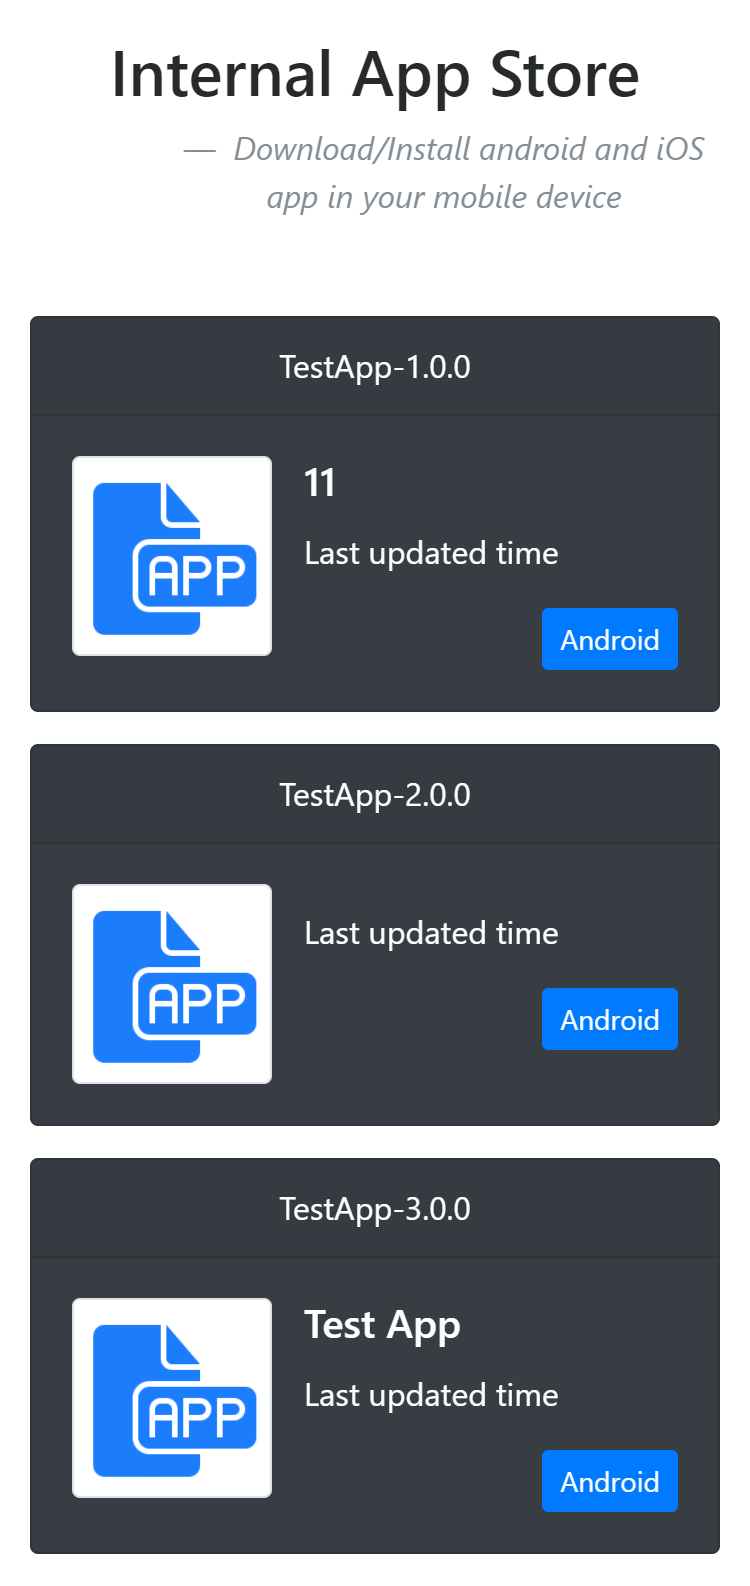 Internal App Store
— Download/Install android and iOS
app in your mobile device
TestApp-1.0.0
11
APP
Last updated time
Android
TestApp-2.0.0
APP
Last updated time
Android
TestApp-3.0.0
Test App
APP
Last updated time
Android